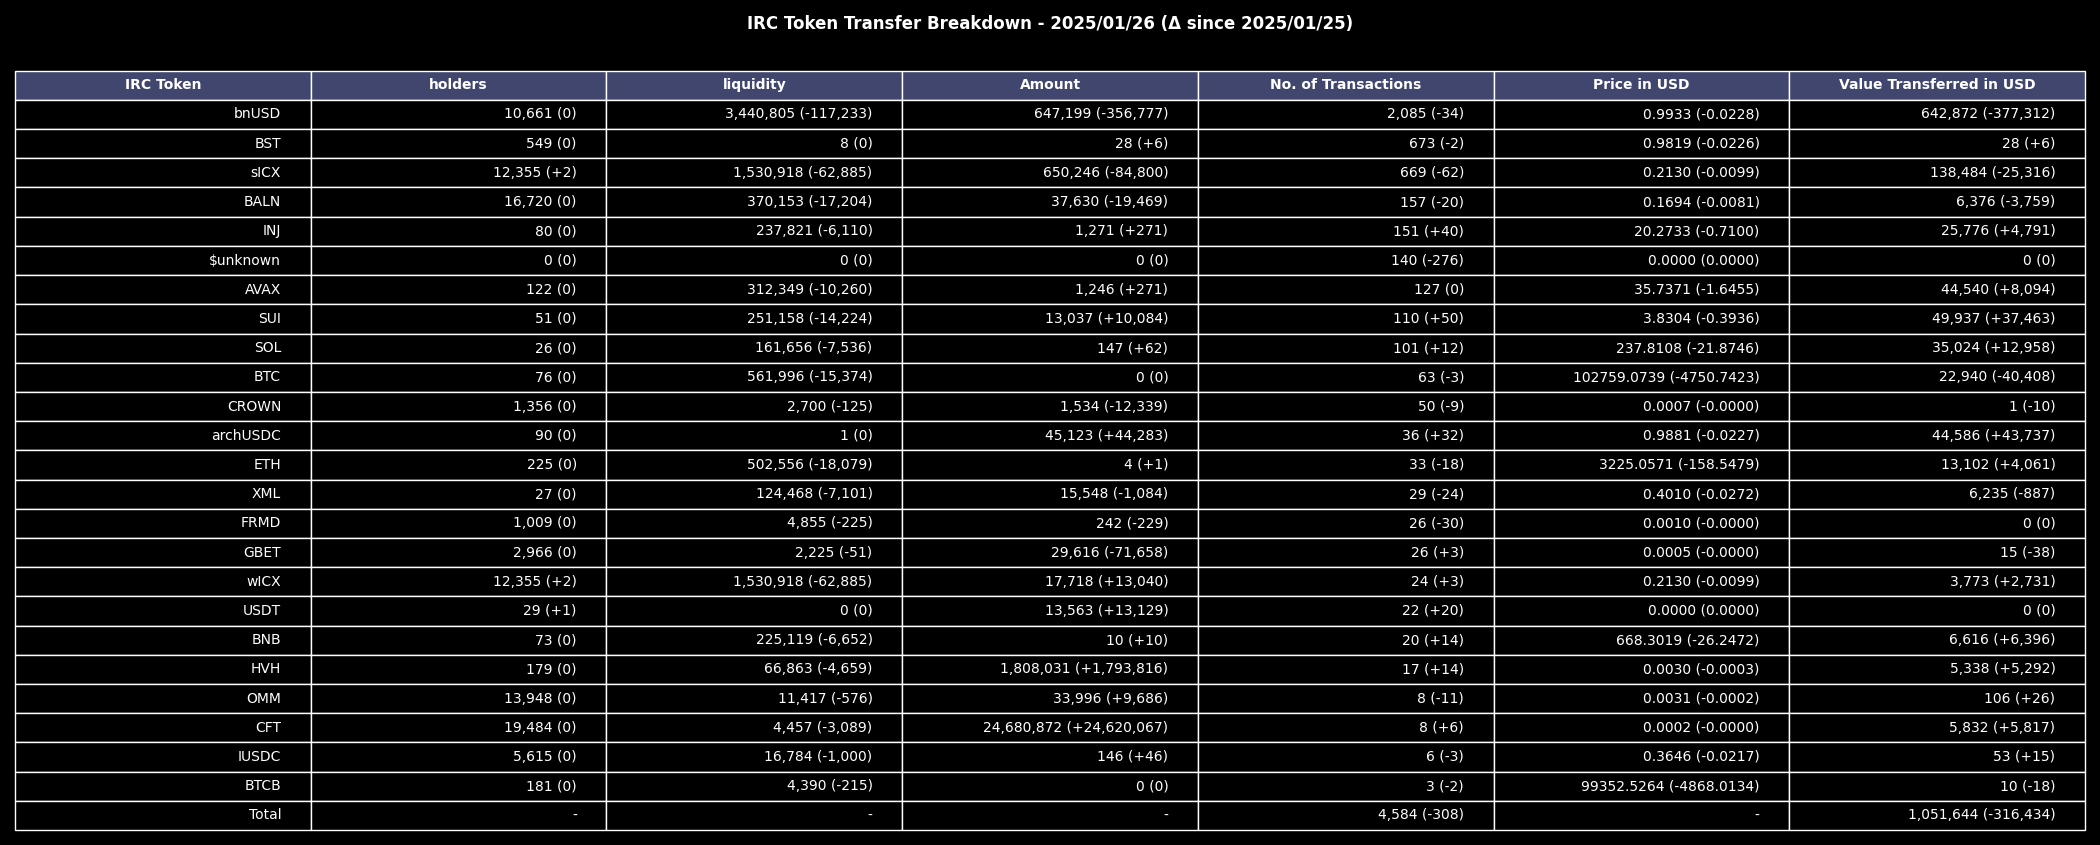 IRC Token Transfer Breakdown - 2025/01/26 (Δ since 2025/01/25)
IRC Token holders liquidity Amount No. of Transactions Price in USD Value Transferred in USD
bnUSD 10,661 (0) 3,440,805 (-117,233) 647,199 (-356,777) 2,085 (-34) 0.9933 (-0.0228) 642,872 (-377,312)
BST 549 (0) 8 (0) 28 (+6) 673 (-2) 0.9819 (-0.0226) 28 (+6)
sICX 12,355 (+2) 1,530,918 (-62,885) 650,246 (-84,800) 669 (-62) 0.2130 (-0.0099) 138,484 (-25,316)
BALN 16,720 (0) 370,153 (-17,204) 37,630 (-19,469) 157 (-20) 0.1694 (-0.0081) 6,376 (-3,759)
INJ 80 (0) 237,821 (-6,110) 1,271 (+271) 151 (+40) 20.2733 (-0.7100) 25,776 (+4,791)
$unknown 0 (0) 0 (0) 0 (0) 140 (-276) 0.0000 (0.0000) 0 (0)
AVAX 122 (0) 312,349 (-10,260) 1,246 (+271) 127 (0) 35.7371 (-1.6455) 44,540 (+8,094)
SUI 51 (0) 251,158 (-14,224) 13,037 (+10,084) 110 (+50) 3.8304 (-0.3936) 49,937 (+37,463)
SOL 26 (0) 161,656 (-7,536) 147 (+62) 101 (+12) 237.8108 (-21.8746) 35,024 (+12,958)
BTC 76 (0) 561,996 (-15,374) 0 (0) 63 (-3) 102759.0739 (-4750.7423) 22,940 (-40,408)
CROWN 1,356 (0) 2,700 (-125) 1,534 (-12,339) 50 (-9) 0.0007 (-0.0000) 1 (-10)
archUSDC 90 (0) 1 (0) 45,123 (+44,283) 36 (+32) 0.9881 (-0.0227) 44,586 (+43,737)
ETH 225 (0) 502,556 (-18,079) 4 (+1) 33 (-18) 3225.0571 (-158.5479) 13,102 (+4,061)
XML 27 (0) 124,468 (-7,101) 15,548 (-1,084) 29 (-24) 0.4010 (-0.0272) 6,235 (-887)
FRMD 1,009 (0) 4,855 (-225) 242 (-229) 26 (-30) 0.0010 (-0.0000) 0 (0)
GBET 2,966 (0) 2,225 (-51) 29,616 (-71,658) 26 (+3) 0.0005 (-0.0000) 15 (-38)
wICX 12,355 (+2) 1,530,918 (-62,885) 17,718 (+13,040) 24 (+3) 0.2130 (-0.0099) 3,773 (+2,731)
USDT 29 (+1) 0 (0) 13,563 (+13,129) 22 (+20) 0.0000 (0.0000) 0 (0)
BNB 73 (0) 225,119 (-6,652) 10 (+10) 20 (+14) 668.3019 (-26.2472) 6,616 (+6,396)
HVH 179 (0) 66,863 (-4,659) 1,808,031 (+1,793,816) 17 (+14) 0.0030 (-0.0003) 5,338 (+5,292)
OMM 13,948 (0) 11,417 (-576) 33,996 (+9,686) 8 (-11) 0.0031 (-0.0002) 106 (+26)
CFT 19,484 (0) 4,457 (-3,089) 24,680,872 (+24,620,067) 8 (+6) 0.0002 (-0.0000) 5,832 (+5,817)
IUSDC 5,615 (0) 16,784 (-1,000) 146 (+46) 6 (-3) 0.3646 (-0.0217) 53 (+15)
BTCB 181 (0) 4,390 (-215) 0 (0) 3 (-2) 99352.5264 (-4868.0134) 10 (-18)
Total - - - 4,584 (-308) - 1,051,644 (-316,434)